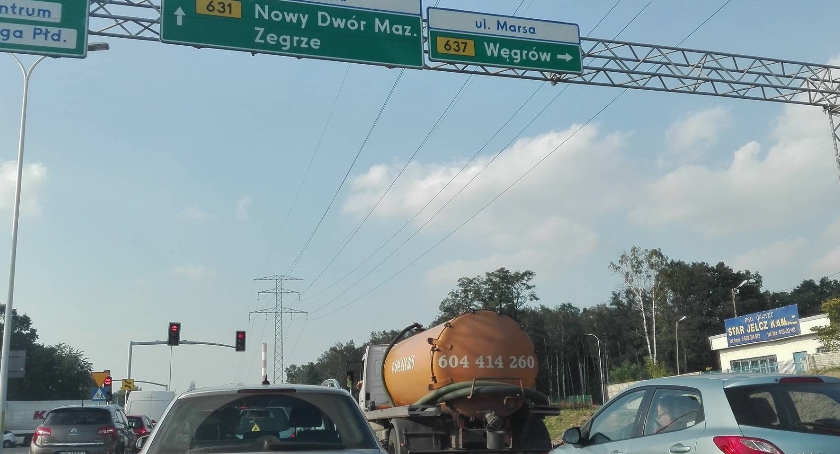 ntrum
ga Płd.
631
Nowy Dwór Maz.
Zegrze
ul. Marsa
637
Węgrów
604 414 260
STAR JELCZ KAM
K